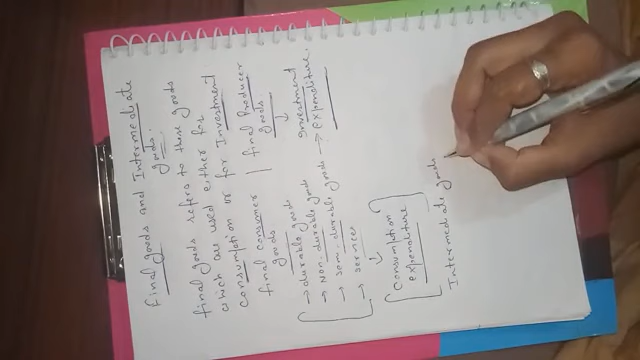 Final goods and Intermediate
goods.
final goods refers to those goods
which are used either for
consumption or for Investment
final consumer | final Producer
goods goods.
→ durable goods Investment
→ Non-durable goods ↓
→ semi-durable goods → expenditure.
→ services
↓
[Consumption
expenditure]
Intermediate goods